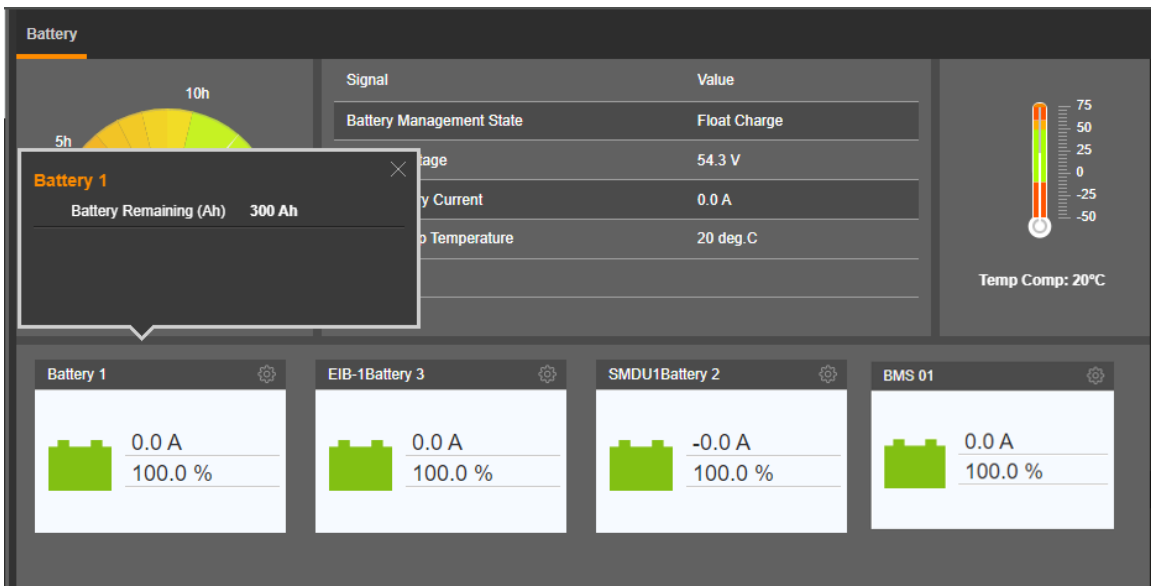 Battery
10h
5h
Signal Value
Battery Management State Float Charge
tage 54.3 V
y Current 0.0 A
Temperature 20 deg.C
75
50
25
0
-25
-50
Temp Comp: 20°C
Battery 1
Battery Remaining (Ah) 300 Ah
Battery 1
0.0 A
100.0 %
EIB-1Battery 3
0.0 A
100.0 %
SMDU1Battery 2
-0.0 A
100.0 %
BMS 01
0.0 A
100.0 %